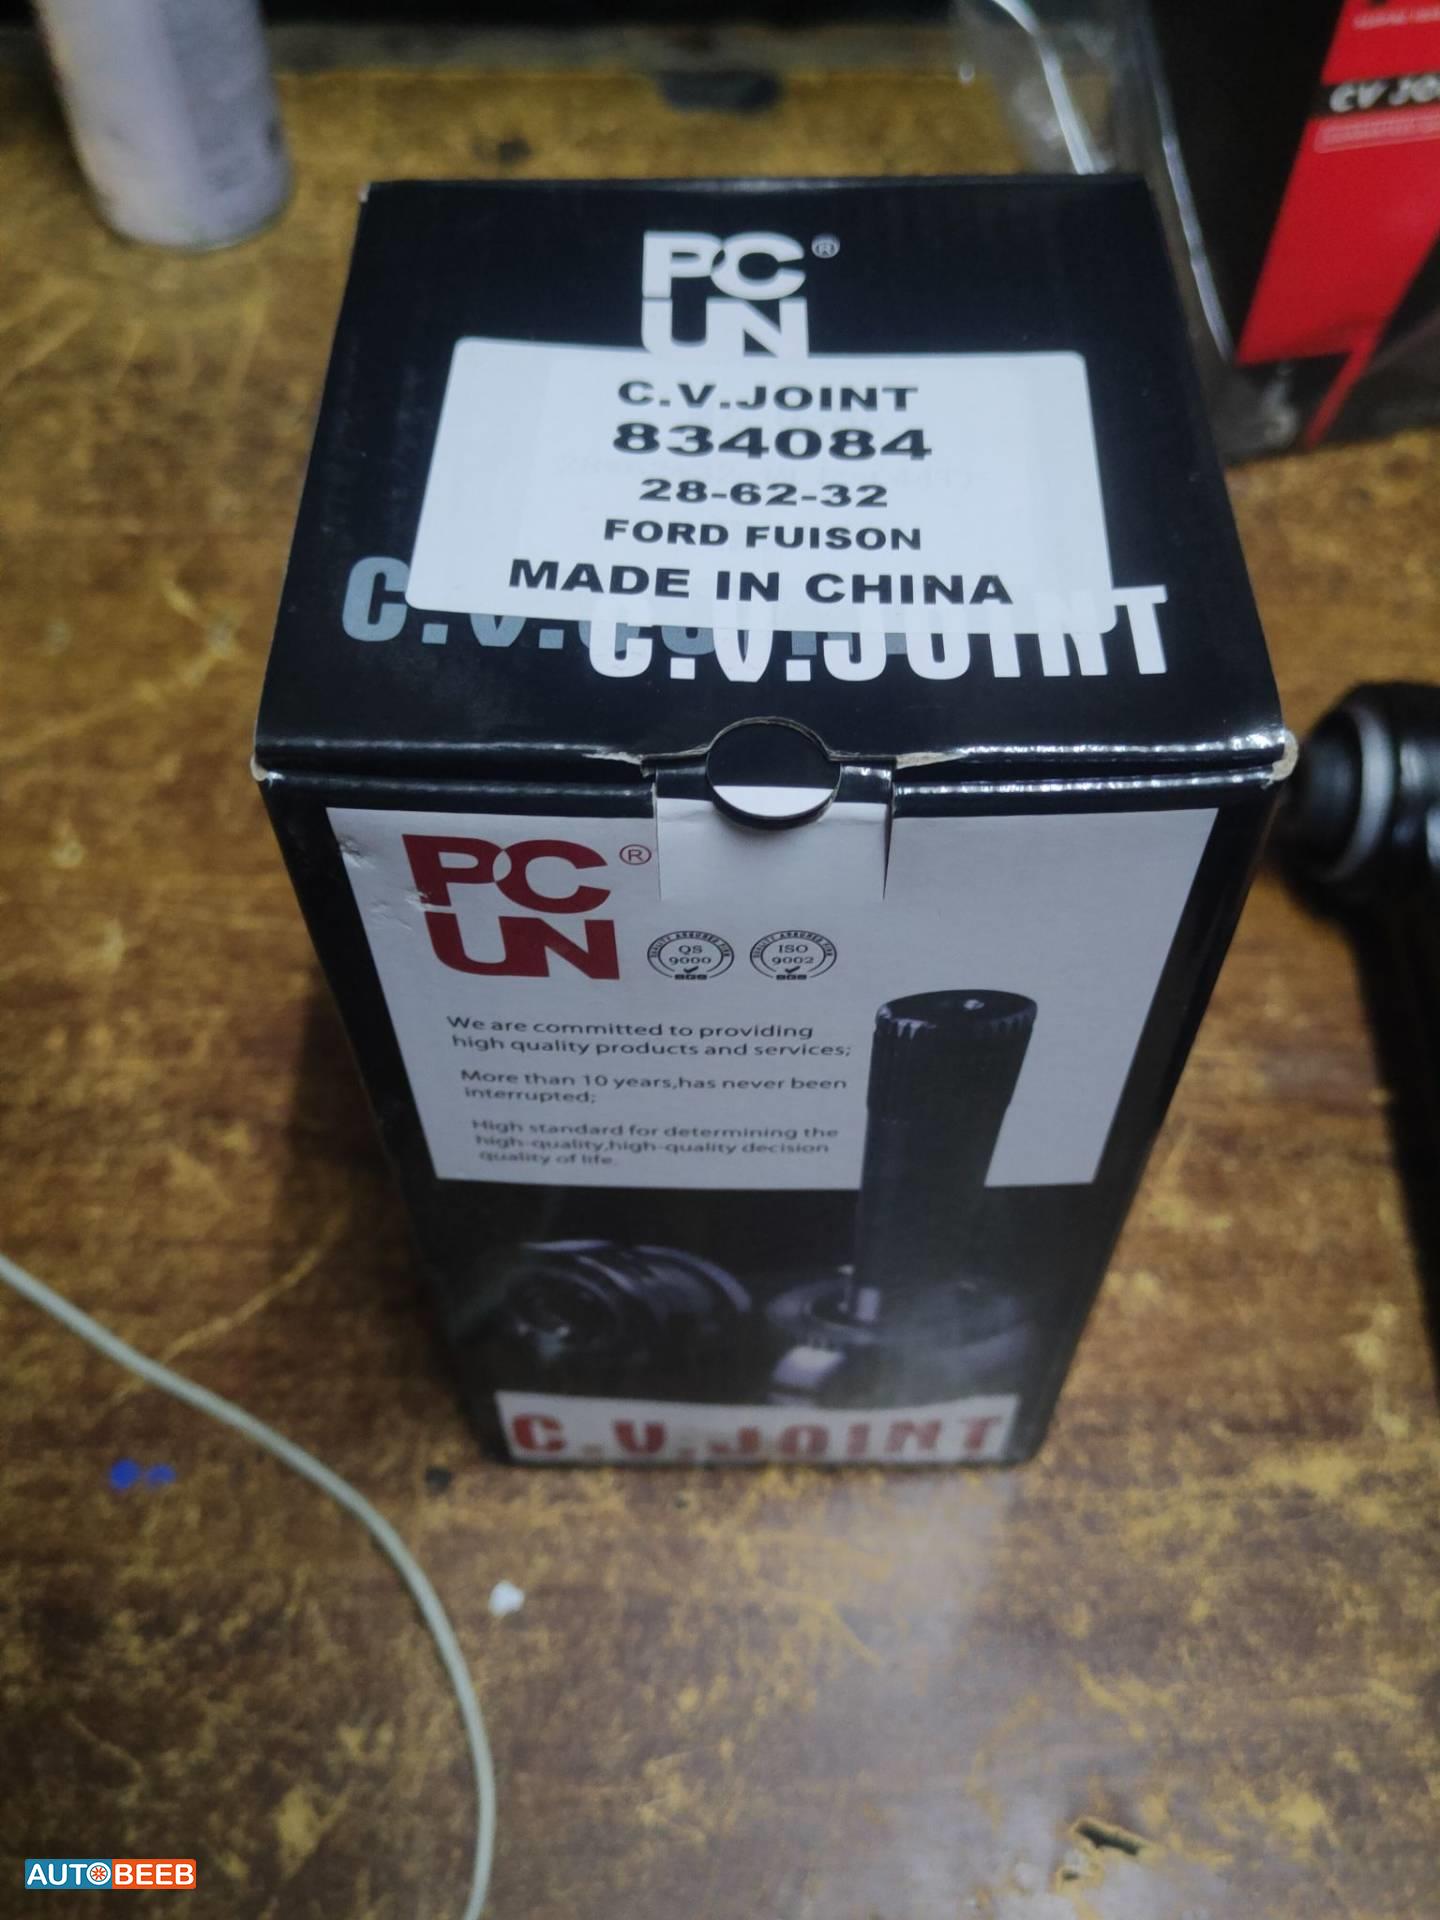 PC®
UN
C.V.JOINT
834084
28-62-32
FORD FUISON
MADE IN CHINA
C.V.JOINT
PC®
UN
QS
9000
ISO
9002
We are committed to providing
high quality products and services;
More than 10 years,has never been
interrupted;
High standard for determining the
high-quality,high-quality decision
quality of life.
C.V.JOINT
CV JO
AUTOBEEB